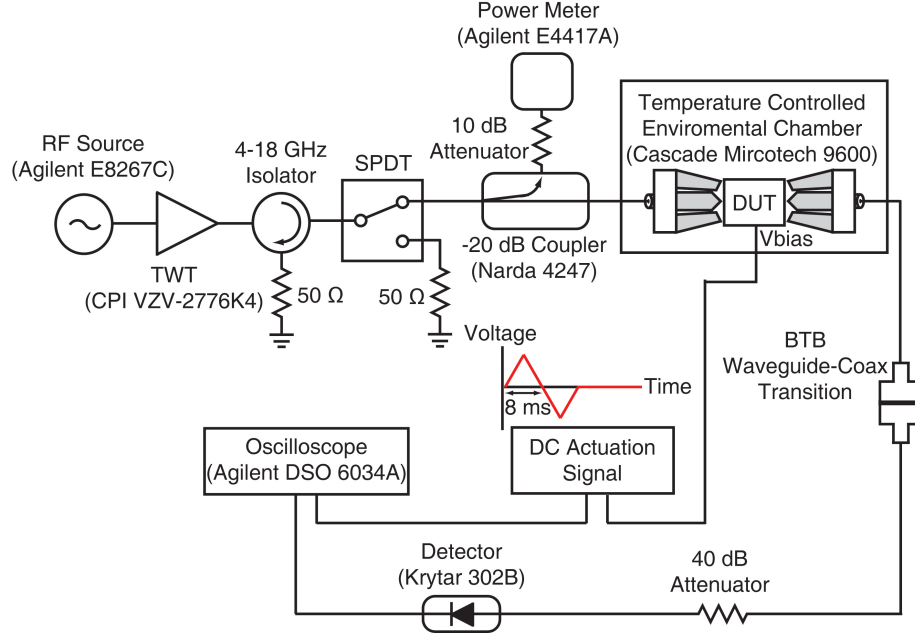 Power Meter
(Agilent E4417A)
RF Source
(Agilent E8267C)
4-18 GHz
Isolator
SPDT
10 dB
Attenuator
Temperature Controlled
Enviromental Chamber
(Cascade Mircotech 9600)
DUT
Vbias
TWT
(CPI VZV-2776K4)
50 Ω
50 Ω
-20 dB Coupler
(Narda 4247)
Voltage
Time
8 ms
BTB
Waveguide-Coax
Transition
Oscilloscope
(Agilent DSO 6034A)
DC Actuation
Signal
Detector
(Krytar 302B)
40 dB
Attenuator